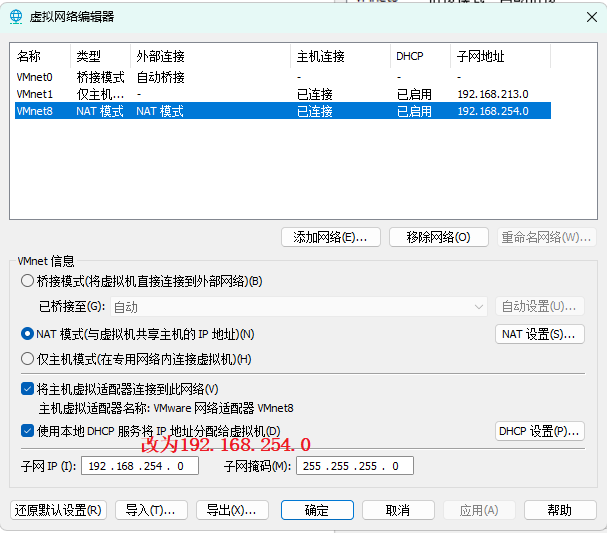 虚拟网络编辑器
名称 类型 外部连接 主机连接 DHCP 子网地址
VMnet0 桥接模式 自动桥接 - - -
VMnet1 仅主机... - 已连接 已启用 192.168.213.0
VMnet8 NAT 模式 NAT 模式 已连接 已启用 192.168.254.0
添加网络(E)... 移除网络(O) 重命名网络(W)...
VMnet 信息
桥接模式(将虚拟机直接连接到外部网络)(B)
已桥接至(G): 自动 自动设置(U)...
NAT 模式(与虚拟机共享主机的 IP 地址)(N) NAT 设置(S)...
仅主机模式(在专用网络内连接虚拟机)(H)
将主机虚拟适配器连接到此网络(V)
主机虚拟适配器名称: VMware 网络适配器 VMnet8
使用本地 DHCP 服务将 IP 地址分配给虚拟机(D) DHCP 设置(P)...
改为192.168.254.0
子网 IP (I): 192 .168 .254 . 0 子网掩码(M): 255 .255 .255 . 0
还原默认设置(R) 导入(T)... 导出(X)... 确定 取消 应用(A) 帮助